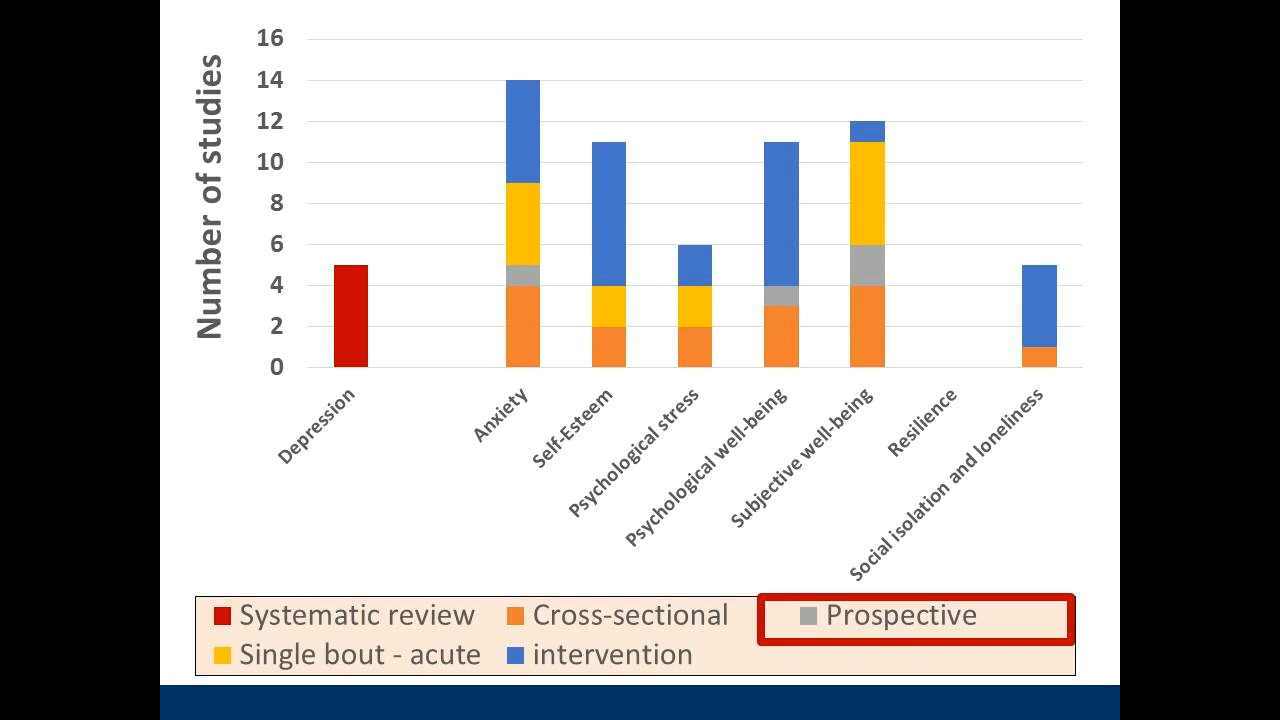 Number of studies
16
14
12
10
8
6
4
2
0
Depression
Anxiety
Self-Esteem
Psychological stress
Psychological well-being
Subjective well-being
Resilience
Social isolation and loneliness
Systematic review
Cross-sectional
Prospective
Single bout - acute
intervention